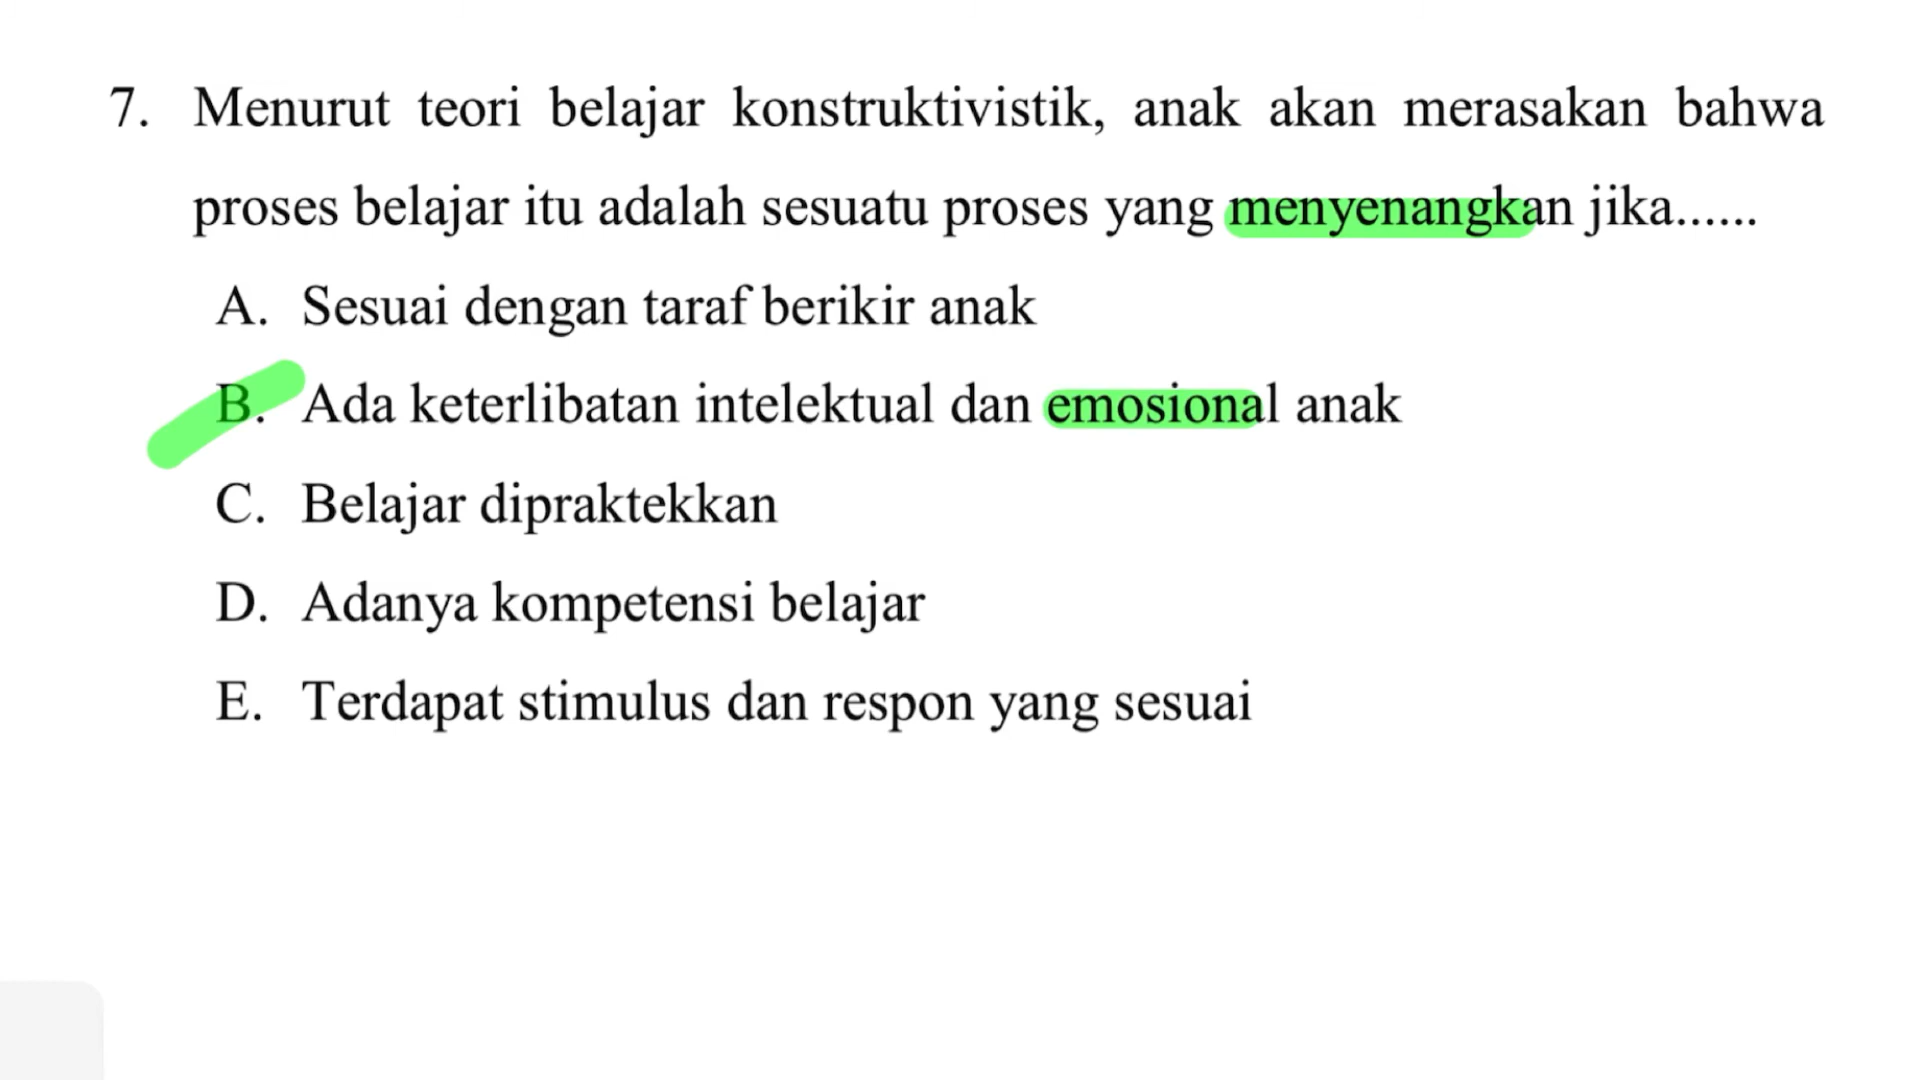 7. Menurut teori belajar konstruktivistik, anak akan merasakan bahwa
proses belajar itu adalah sesuatu proses yang menyenangkan jika......
A. Sesuai dengan taraf berikir anak
B. Ada keterlibatan intelektual dan emosional anak
C. Belajar dipraktekkan
D. Adanya kompetensi belajar
E. Terdapat stimulus dan respon yang sesuai